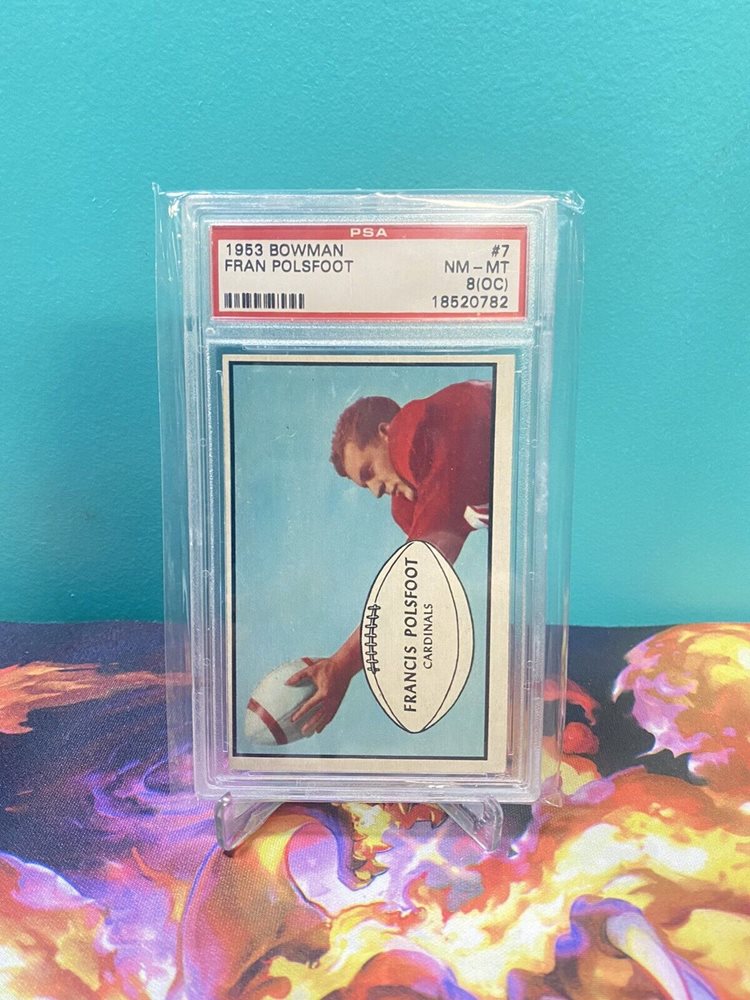 PSA
1953 BOWMAN #7
FRAN POLSFOOT NM - MT
8(OC)
18520782
FRANCIS POLSFOOT
CARDINALS